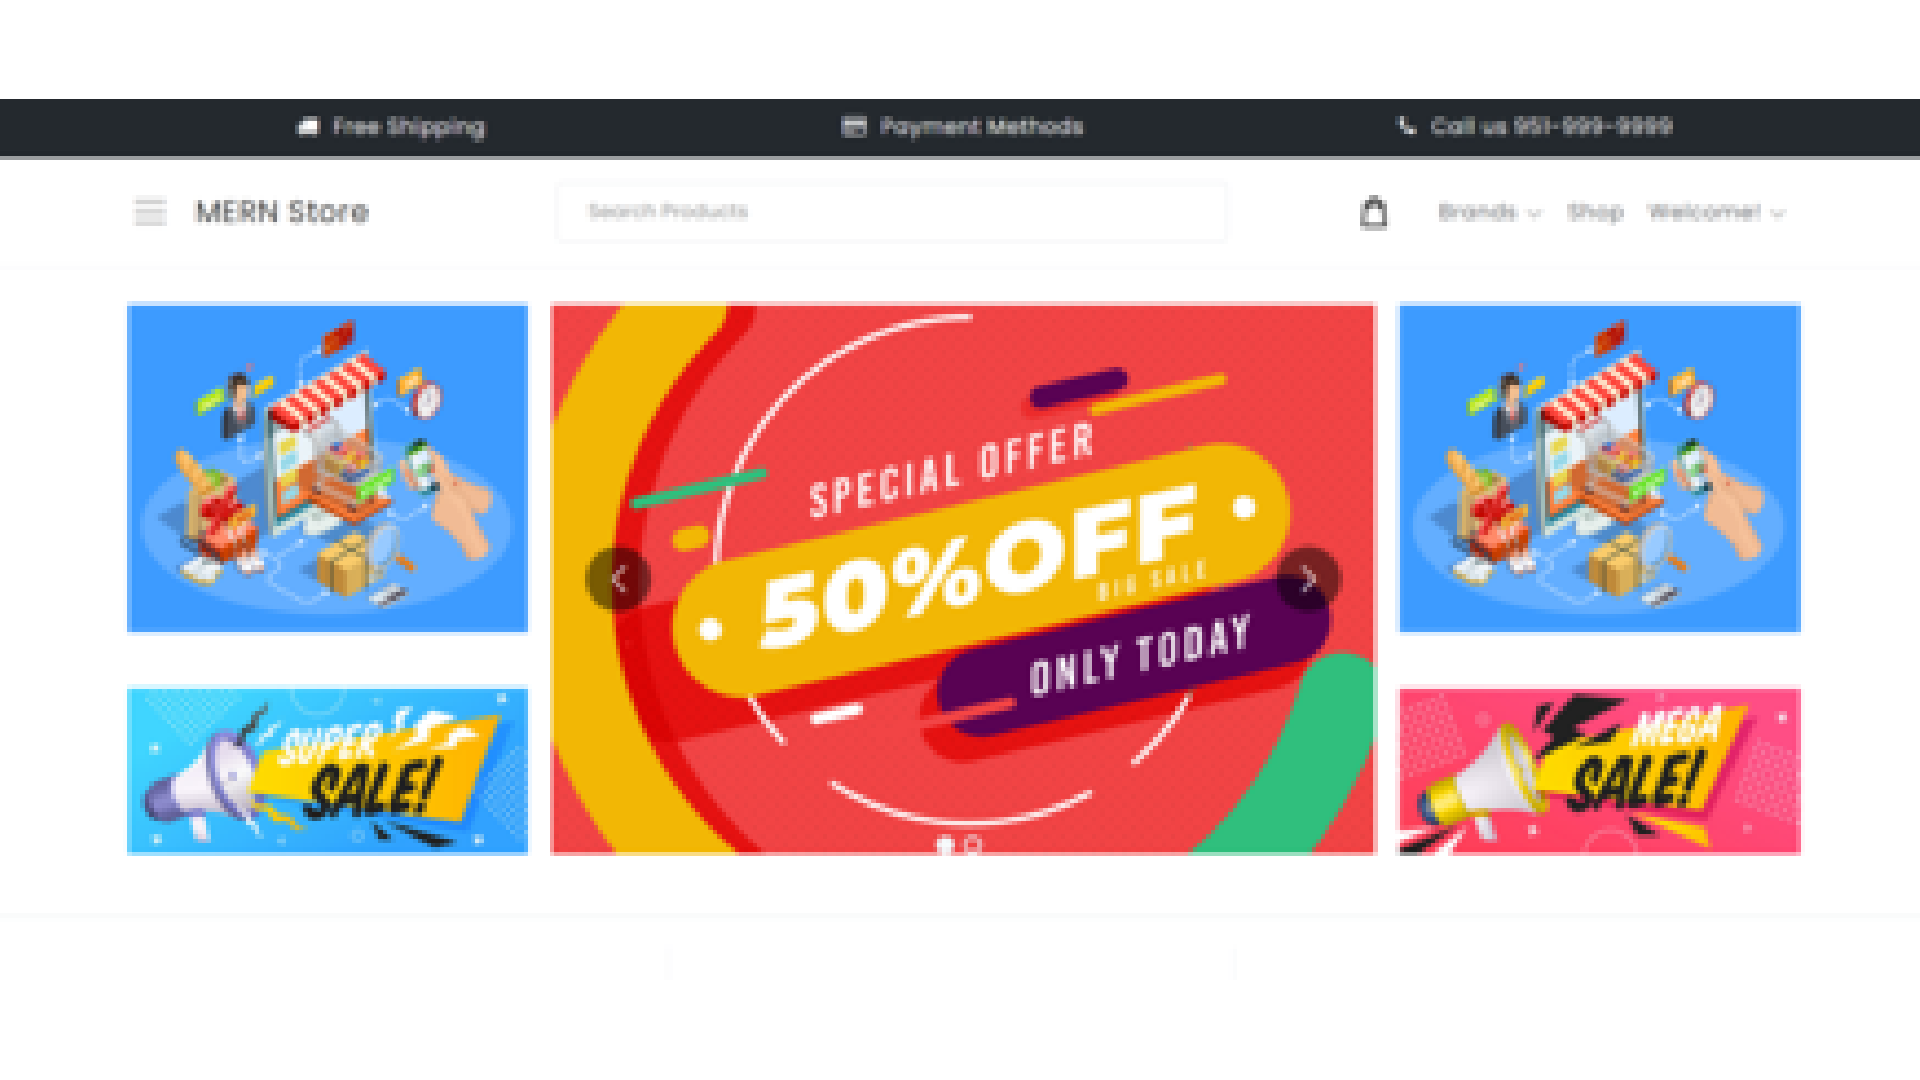 Free Shipping
Payment Methods
Call us 951-999-9999
MERN Store
Search Products
Brands
Shop
Welcome!
SPECIAL OFFER
50%OFF
BIG SALE
ONLY TODAY
SUPER
SALE!
MEGA
SALE!